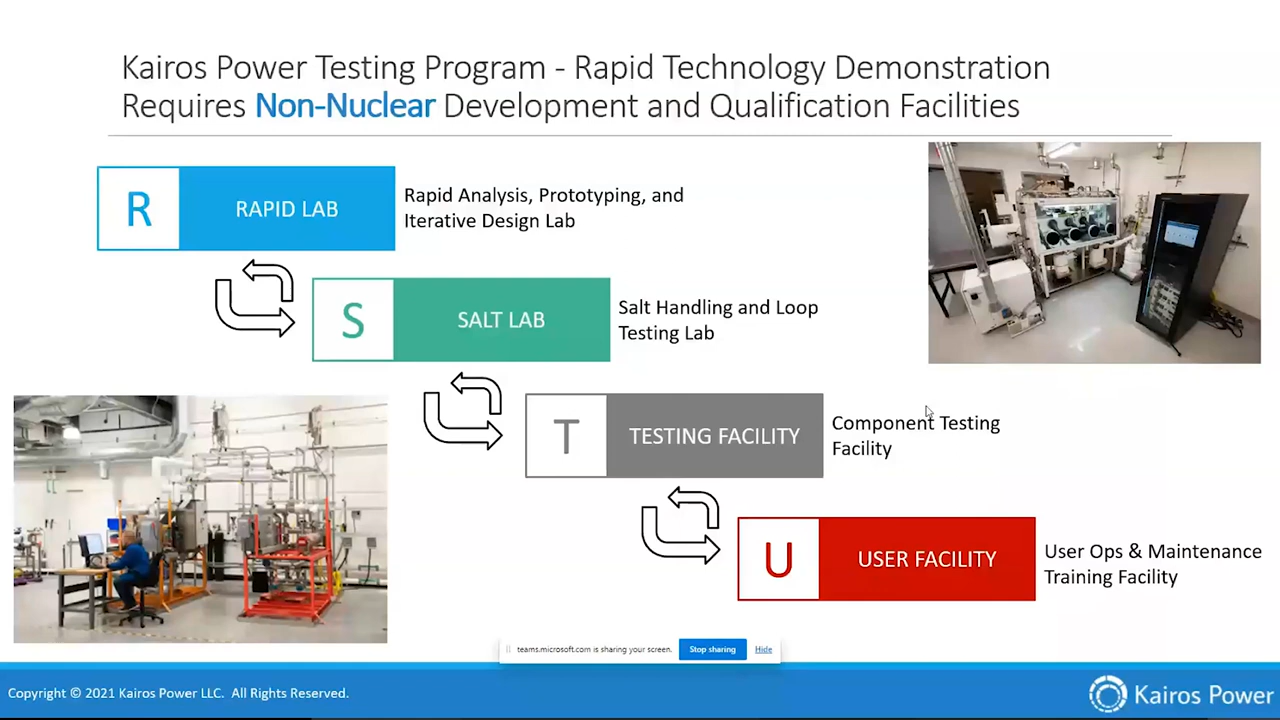 Kairos Power Testing Program - Rapid Technology Demonstration
Requires Non-Nuclear Development and Qualification Facilities
R
RAPID LAB
Rapid Analysis, Prototyping, and
Iterative Design Lab
S
SALT LAB
Salt Handling and Loop
Testing Lab
T
TESTING FACILITY
Component Testing
Facility
U
USER FACILITY
User Ops & Maintenance
Training Facility
teams.microsoft.com is sharing your screen.
Stop sharing
Hide
Copyright © 2021 Kairos Power LLC. All Rights Reserved.
Kairos Power